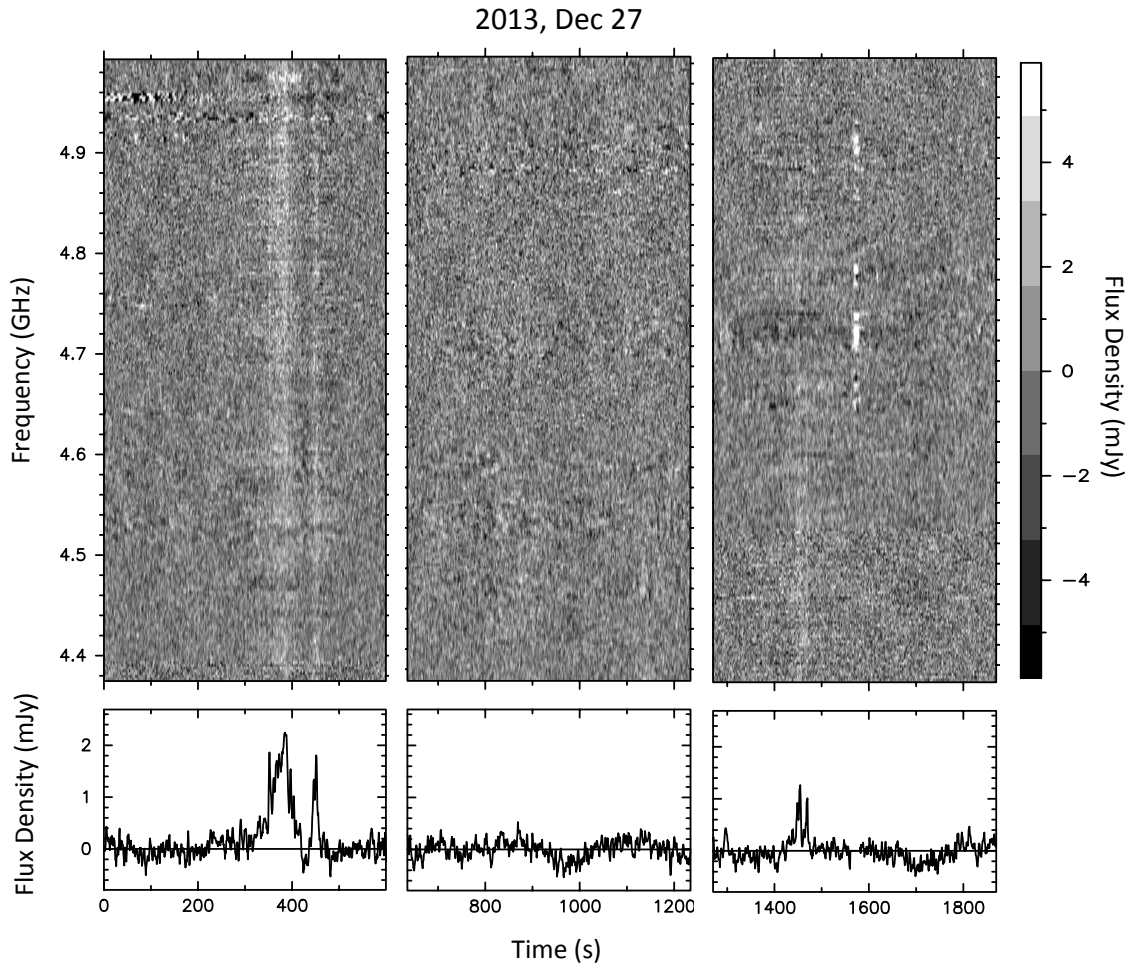 2013, Dec 27
Frequency (GHz)
4.9
4.8
4.7
4.6
4.5
4.4
4
2
0
−2
−4
Flux Density (mJy)
Flux Density (mJy)
2
1
0
0 200 400
800 1000 1200
1400 1600 1800
Time (s)